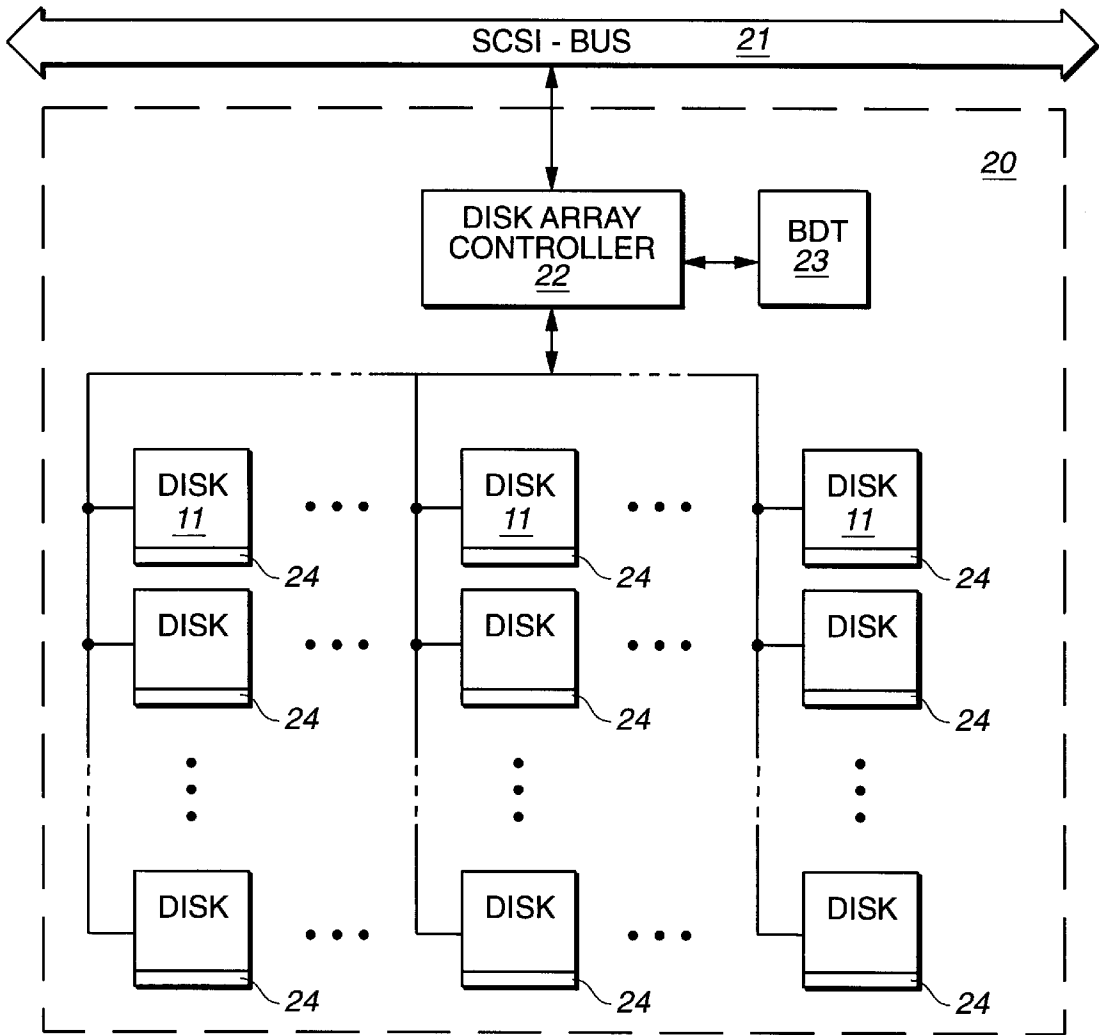 SCSI - BUS 21
20
DISK ARRAY
CONTROLLER
22
BDT
23
DISK
11
DISK
11
DISK
11
24
24
24
DISK
DISK
DISK
24
24
24
DISK
DISK
DISK
24
24
24